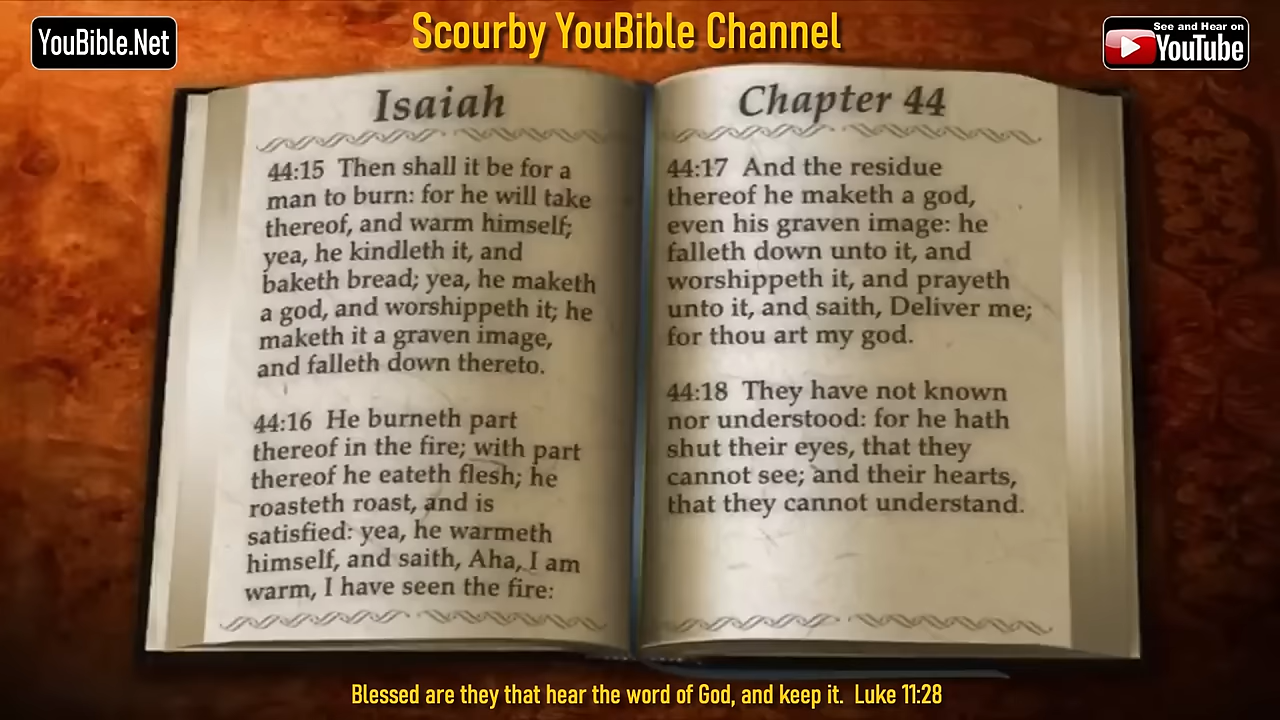 YouBible.Net
Scourby YouBible Channel
See and Hear on
YouTube
Isaiah
44:15 Then shall it be for a
man to burn: for he will take
thereof, and warm himself;
yea, he kindleth it, and
baketh bread; yea, he maketh
a god, and worshippeth it; he
maketh it a graven image,
and falleth down thereto.
44:16 He burneth part
thereof in the fire; with part
thereof he eateth flesh; he
roasteth roast, and is
satisfied: yea, he warmeth
himself, and saith, Aha, I am
warm, I have seen the fire:
Chapter 44
44:17 And the residue
thereof he maketh a god,
even his graven image: he
falleth down unto it, and
worshippeth it, and prayeth
unto it, and saith, Deliver me;
for thou art my god.
44:18 They have not known
nor understood: for he hath
shut their eyes, that they
cannot see; and their hearts,
that they cannot understand.
Blessed are they that hear the word of God, and keep it. Luke 11:28